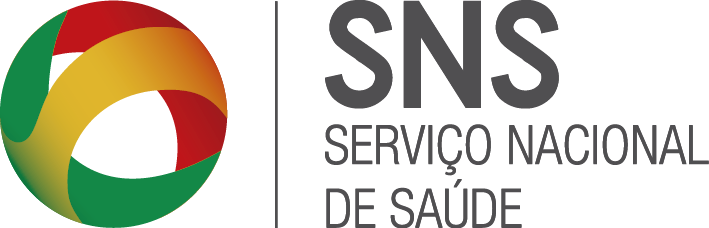 SNS
SERVIÇO NACIONAL
DE SAÚDE